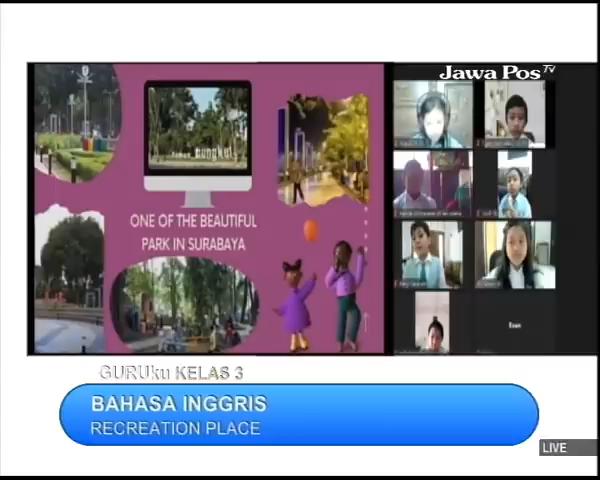 Jawa Pos TV
Bungkul
ONE OF THE BEAUTIFUL
PARK IN SURABAYA
Evan
GURUku KELAS 3
BAHASA INGGRIS
RECREATION PLACE
LIVE